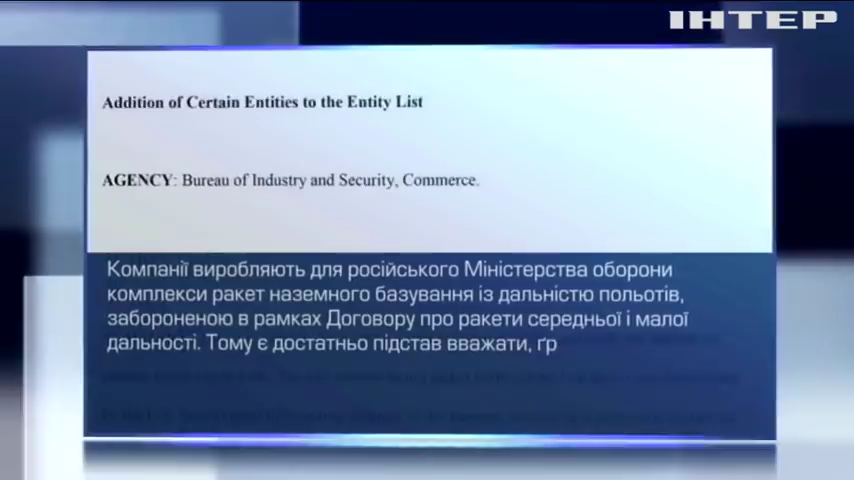 ІНТЕР
Addition of Certain Entities to the Entity List
AGENCY: Bureau of Industry and Security, Commerce.
Компанії виробляють для російського Міністерства оборони
комплекси ракет наземного базування із дальністю польотів,
забороненою в рамках Договору про ракети середньої і малої
дальності. Тому є достатньо підстав вважати, ґр